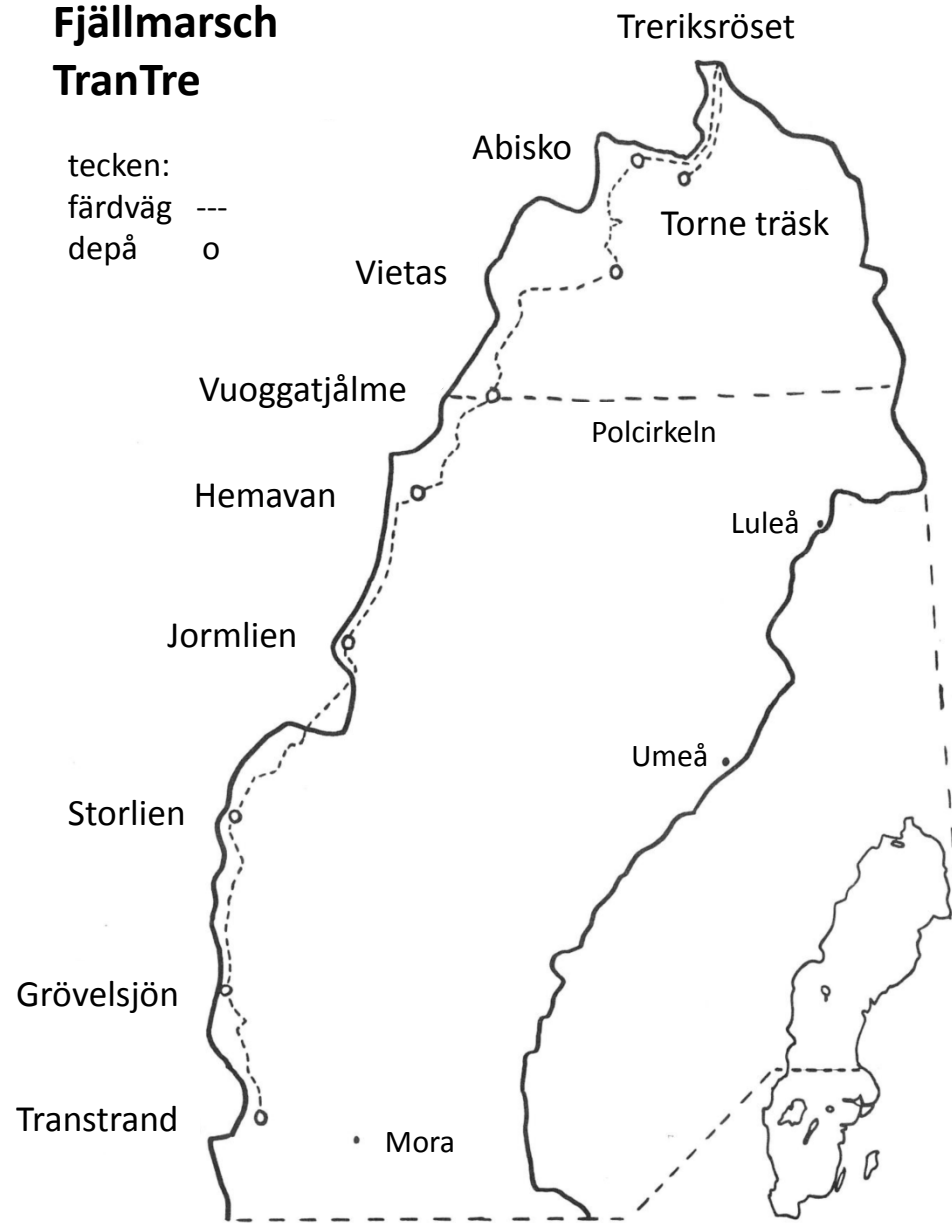 Fjällmarsch
TranTre
tecken:
färdväg ---
depå o
Treriksröset
Abisko
Torne träsk
Vietas
Vuoggatjålme
Polcirkeln
Hemavan
Luleå
Jormlien
Umeå
Storlien
Grövelsjön
Transtrand
Mora